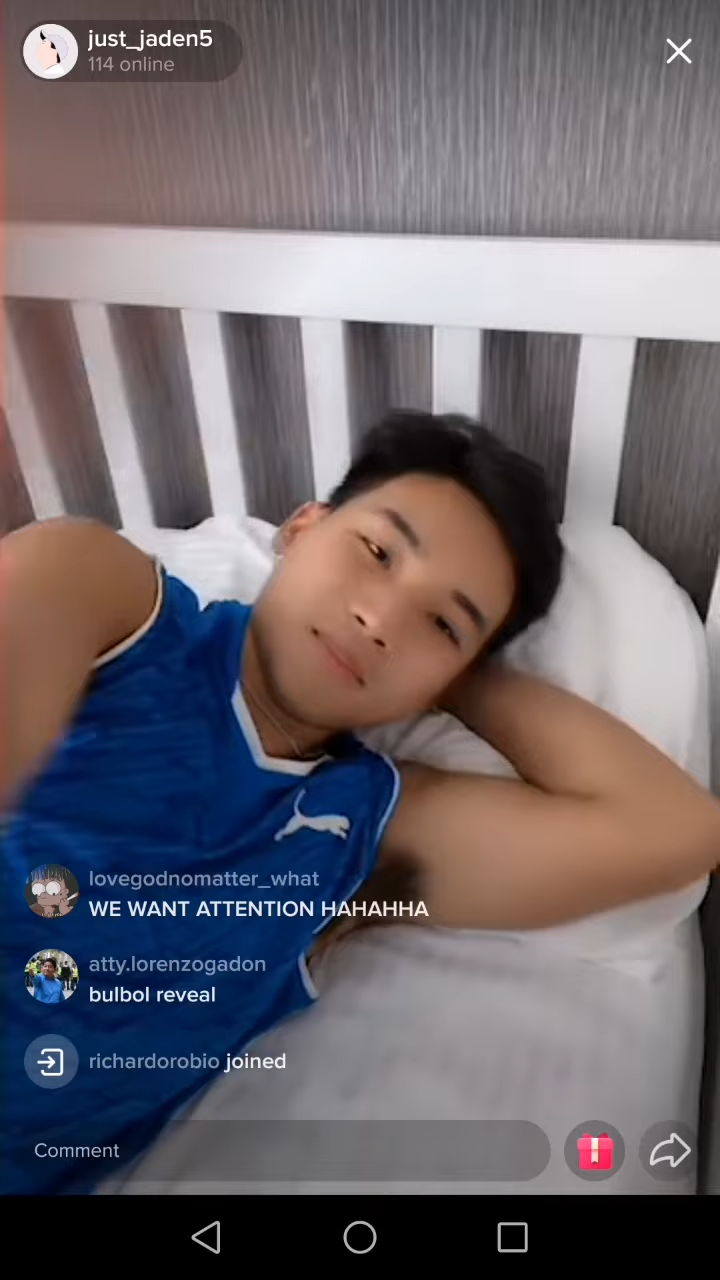 just_jaden5
114 online
lovegodnomatter_what
WE WANT ATTENTION HAHAHHA
atty.lorenzogadon
bulbol reveal
richardorobio joined
Comment